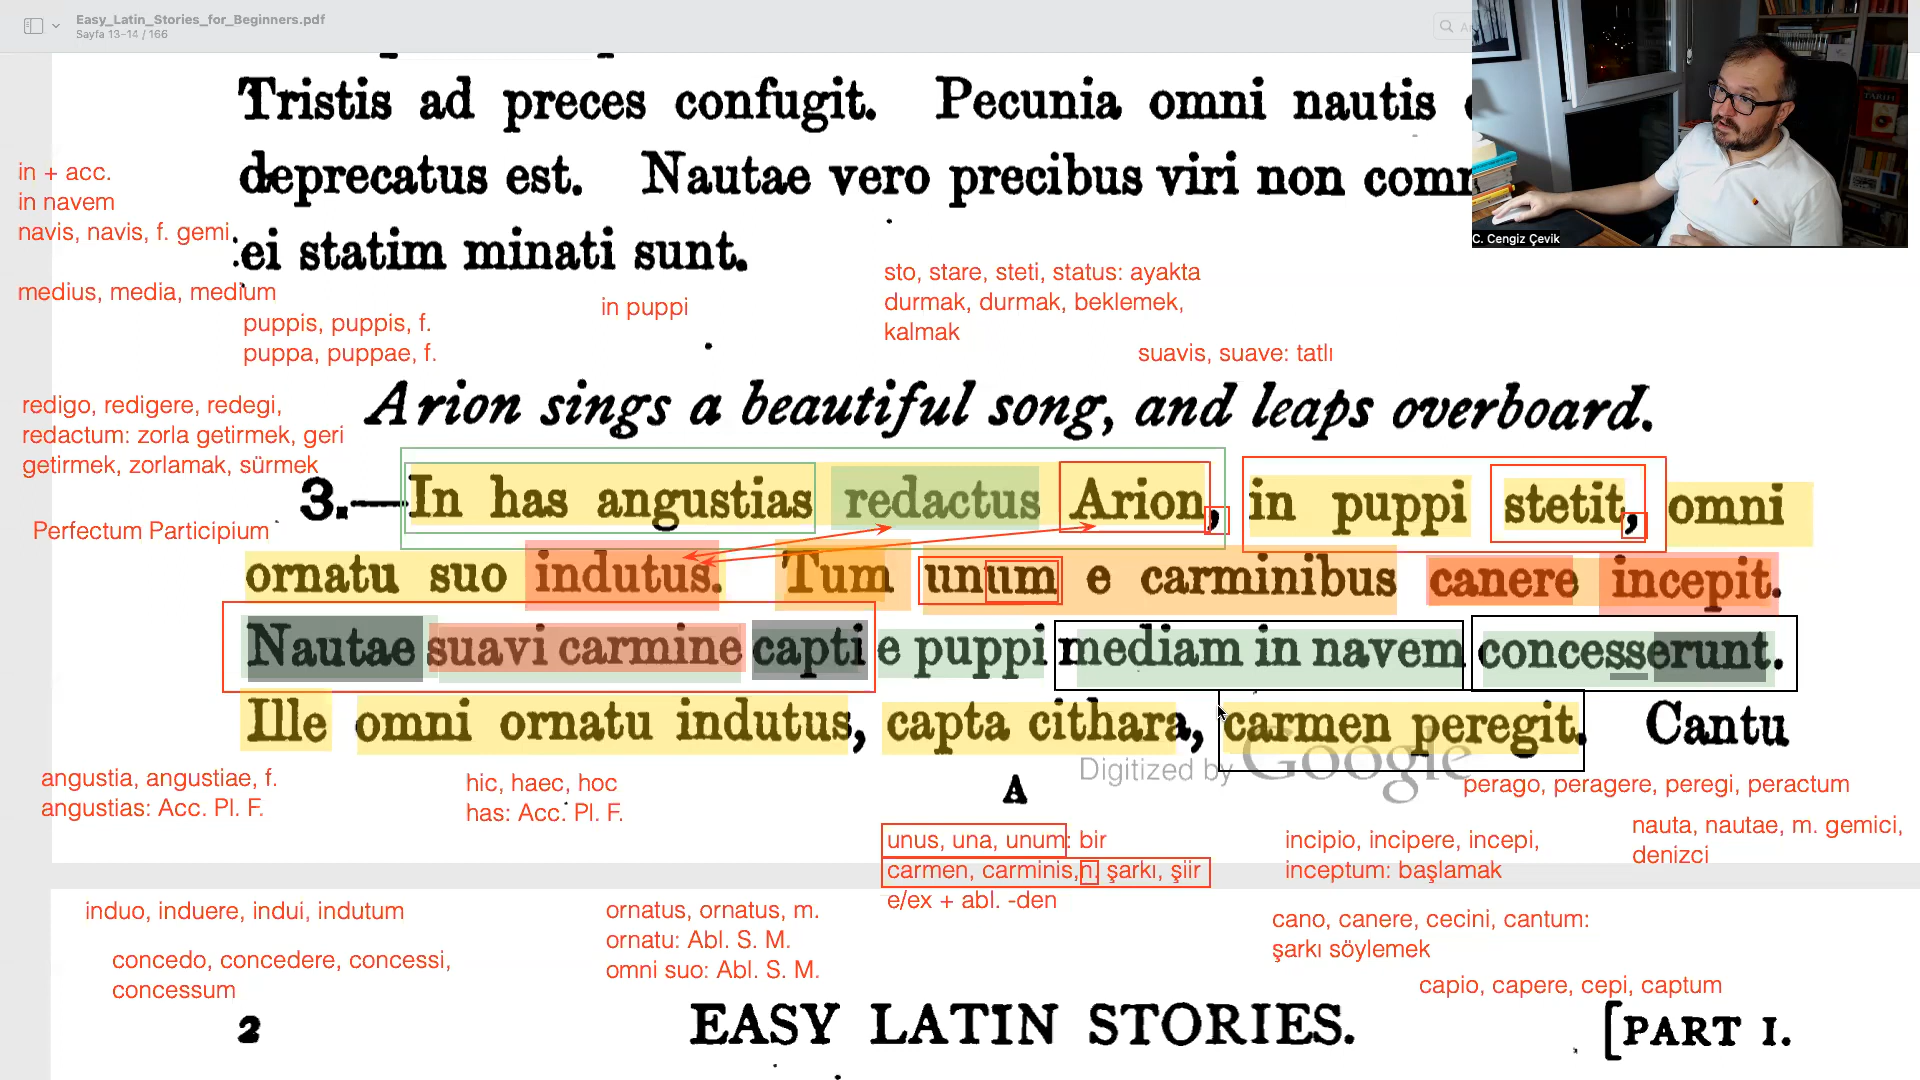 Easy_Latin_Stories_for_Beginners.pdf
Sayfa 13-14 / 166
Tristis ad preces confugit. Pecunia omni nautis
deprecatus est. Nautae vero precibus viri non
ei statim minati sunt.
C. Cengiz Çevik
in + acc.
in navem
navis, navis, f. gemi
medius, media, medium
puppis, puppis, f.
puppa, puppae, f.
in puppi
sto, stare, steti, status: ayakta
durmak, durmak, beklemek,
kalmak
suavis, suave: tatlı
redigo, redigere, redegi,
redactum: zorla getirmek, geri
getirmek, zorlamak, sürmek
Perfectum Participium
Arion sings a beautiful song, and leaps overboard.
3.—In has angustias redactus Arion, in puppi stetit, omni
ornatu suo indutus. Tum unum e carminibus canere incepit.
Nautae suavi carmine capti e puppi mediam in navem concesserunt.
Ille omni ornatu indutus, capta cithara, carmen peregit. Cantu
Digitized by Google
A
angustia, angustiae, f.
angustias: Acc. Pl. F.
hic, haec, hoc
has: Acc. Pl. F.
perago, peragere, peregi, peractum
unus, una, unum: bir
carmen, carminis,n. şarkı, şiir
e/ex + abl. -den
incipio, incipere, incepi,
inceptum: başlamak
nauta, nautae, m. gemici,
denizci
induo, induere, indui, indutum
concedo, concedere, concessi,
concessum
ornatus, ornatus, m.
ornatu: Abl. S. M.
omni suo: Abl. S. M.
cano, canere, cecini, cantum:
şarkı söylemek
capio, capere, cepi, captum
2 EASY LATIN STORIES. [PART I.